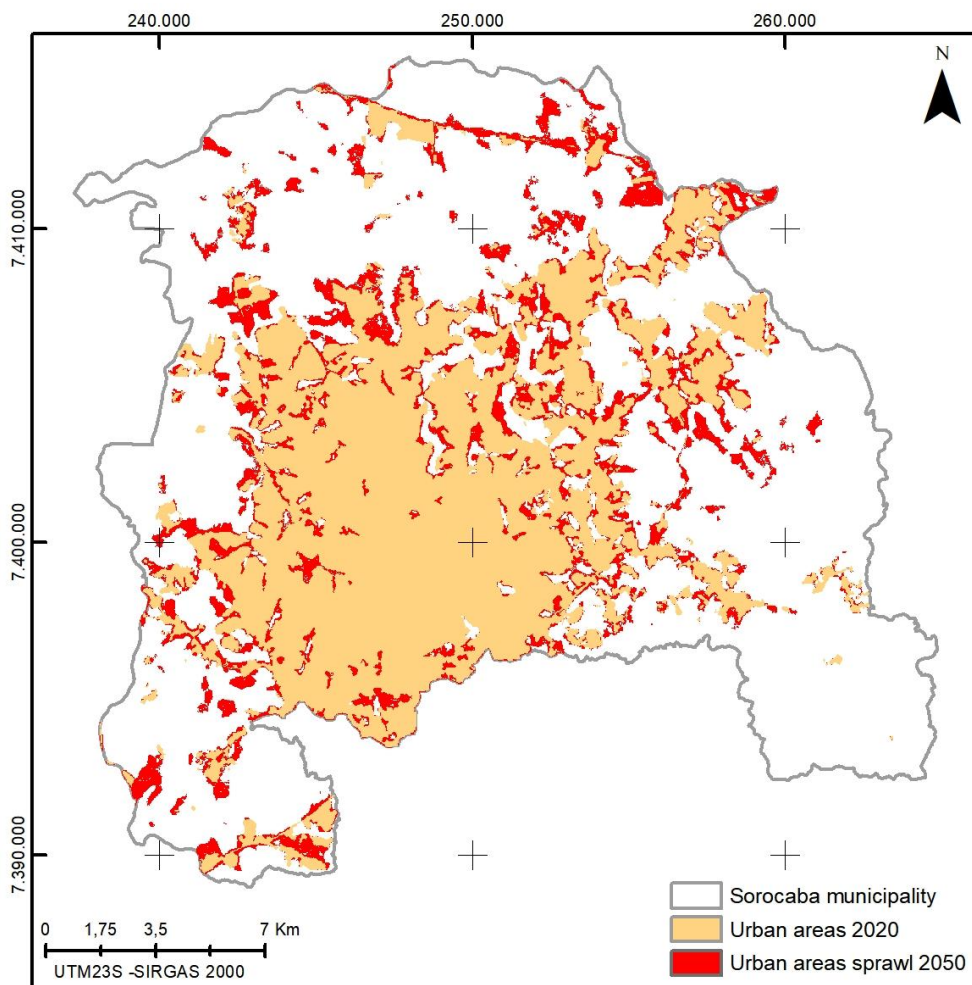 240.000 250.000 260.000
N
7.410.000
7.400.000
7.390.000
0 1,75 3,5 7 Km
UTM23S -SIRGAS 2000
Sorocaba municipality
Urban areas 2020
Urban areas sprawl 2050